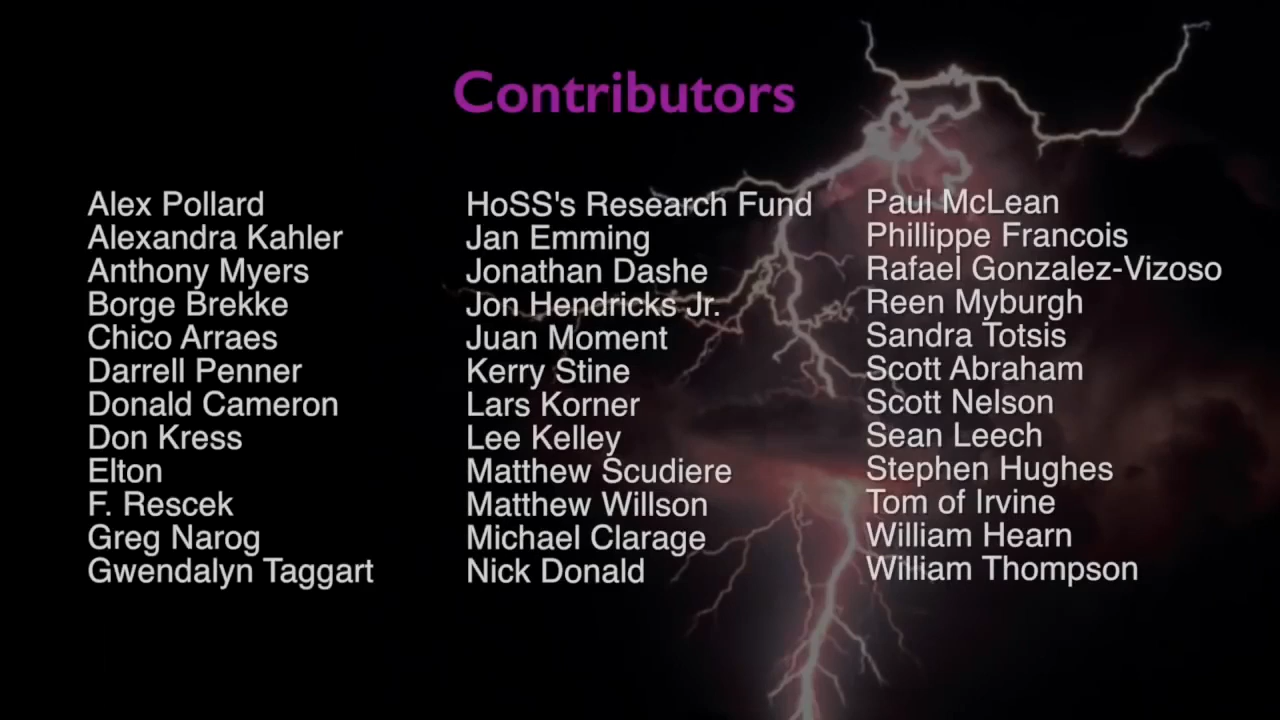 Contributors
Alex Pollard
Alexandra Kahler
Anthony Myers
Borge Brekke
Chico Arraes
Darrell Penner
Donald Cameron
Don Kress
Elton
F. Rescek
Greg Narog
Gwendalyn Taggart
HoSS's Research Fund
Jan Emming
Jonathan Dashe
Jon Hendricks Jr.
Juan Moment
Kerry Stine
Lars Korner
Lee Kelley
Matthew Scudiere
Matthew Willson
Michael Clarage
Nick Donald
Paul McLean
Phillippe Francois
Rafael Gonzalez-Vizoso
Reen Myburgh
Sandra Totsis
Scott Abraham
Scott Nelson
Sean Leech
Stephen Hughes
Tom of Irvine
William Hearn
William Thompson